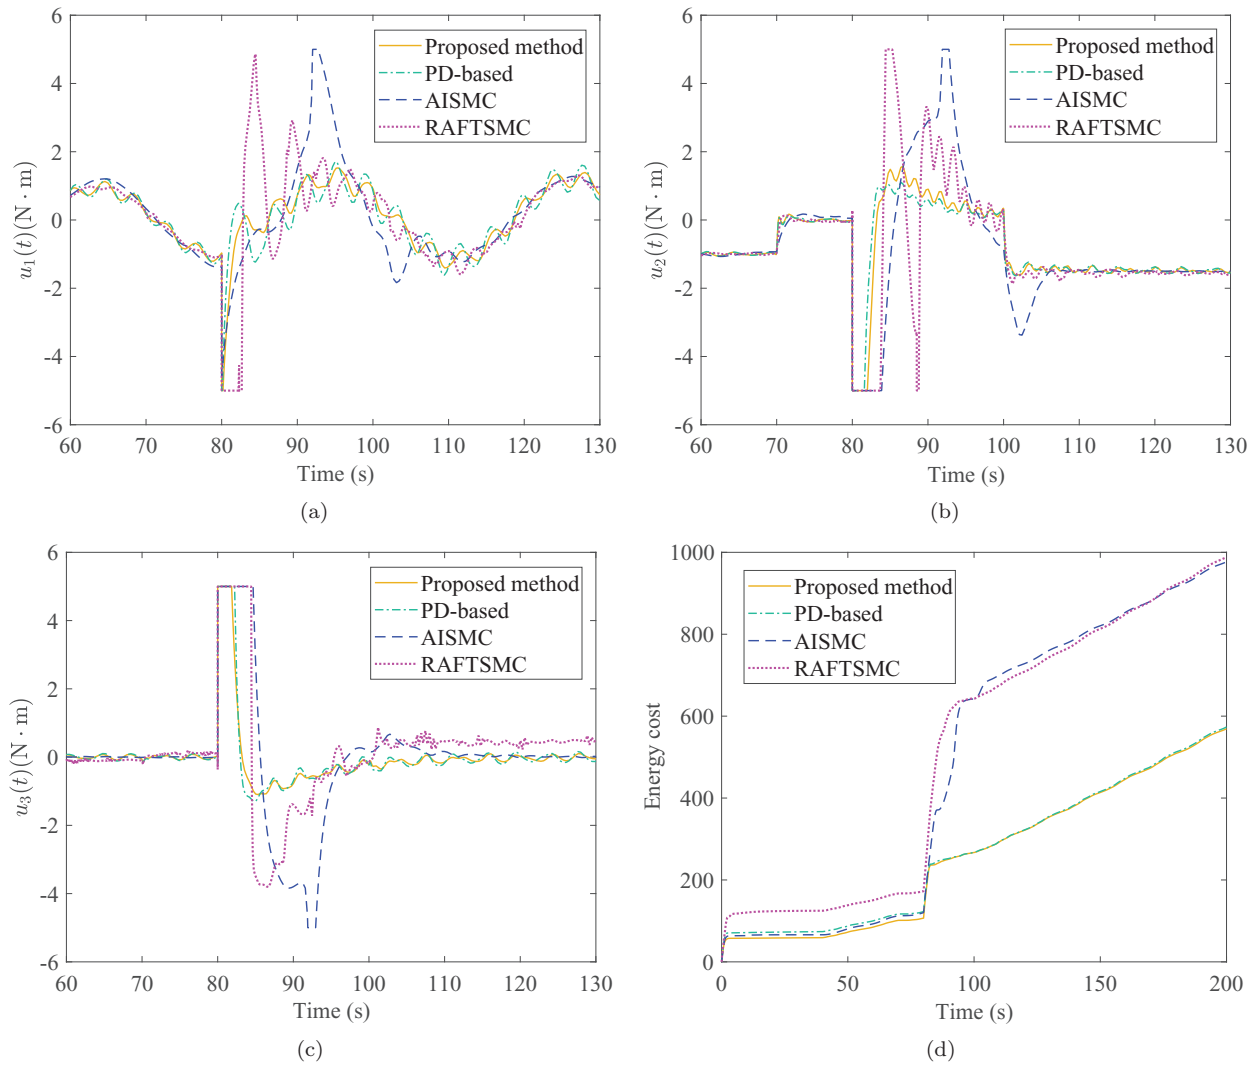 6
4
2
0
-2
-4
-6
u₁(t)(N · m)
Proposed method
PD-based
AISMC
RAFTSMC
60 70 80 90 100 110 120 130
Time (s)
(a)
6
4
2
0
-2
-4
-6
u₂(t)(N · m)
Proposed method
PD-based
AISMC
RAFTSMC
60 70 80 90 100 110 120 130
Time (s)
(b)
6
4
2
0
-2
-4
-6
u₃(t)(N · m)
Proposed method
PD-based
AISMC
RAFTSMC
60 70 80 90 100 110 120 130
Time (s)
(c)
1000
800
600
400
200
0
Energy cost
Proposed method
PD-based
AISMC
RAFTSMC
0 50 100 150 200
Time (s)
(d)